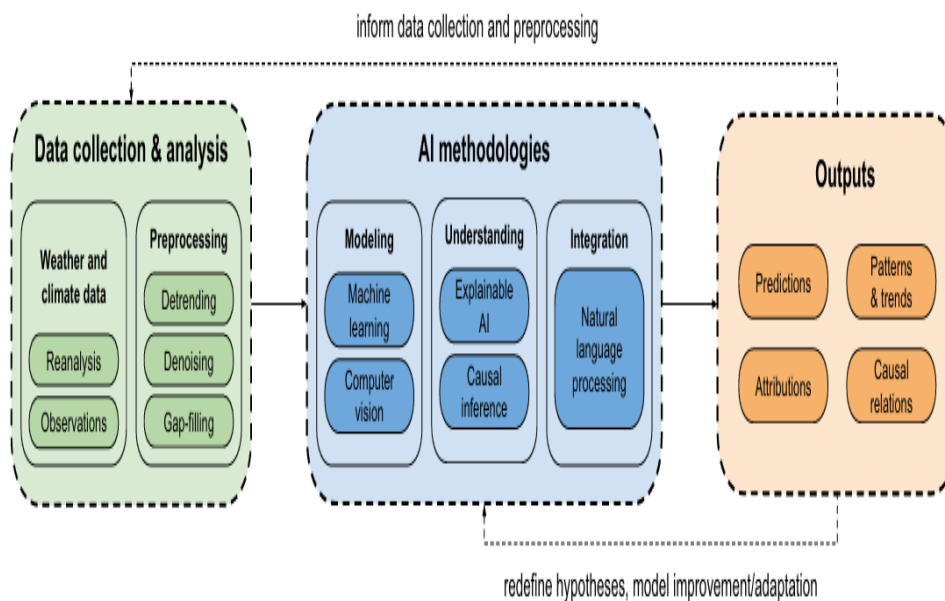 inform data collection and preprocessing
Data collection & analysis
Weather and
climate data
Reanalysis
Observations
Preprocessing
Detrending
Denoising
Gap-filling
AI methodologies
Modeling
Machine
learning
Computer
vision
Understanding
Explainable
AI
Causal
inference
Integration
Natural
language
processing
Outputs
Predictions
Patterns
& trends
Attributions
Causal
relations
redefine hypotheses, model improvement/adaptation